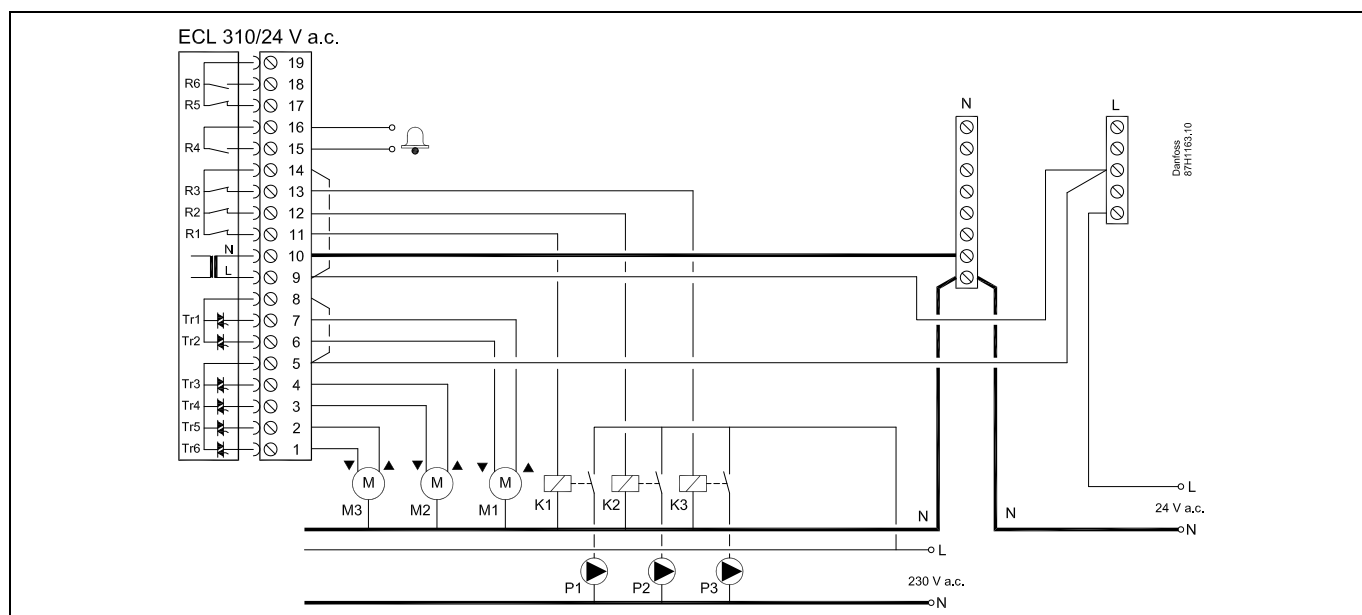 ECL 310/24 V a.c.
19
R6 18
R5 17
16
R4 15
14
R3 13
R2 12
R1 11
N 10
L 9
8
Tr1 7
Tr2 6
5
Tr3 4
Tr4 3
Tr5 2
Tr6 1
N
L
Danfoss
87H1163.10
M M M
M3 M2 M1 K1 K2 K3
N N
L
24 V a.c.
N
L
P1 P2 P3
230 V a.c.
N